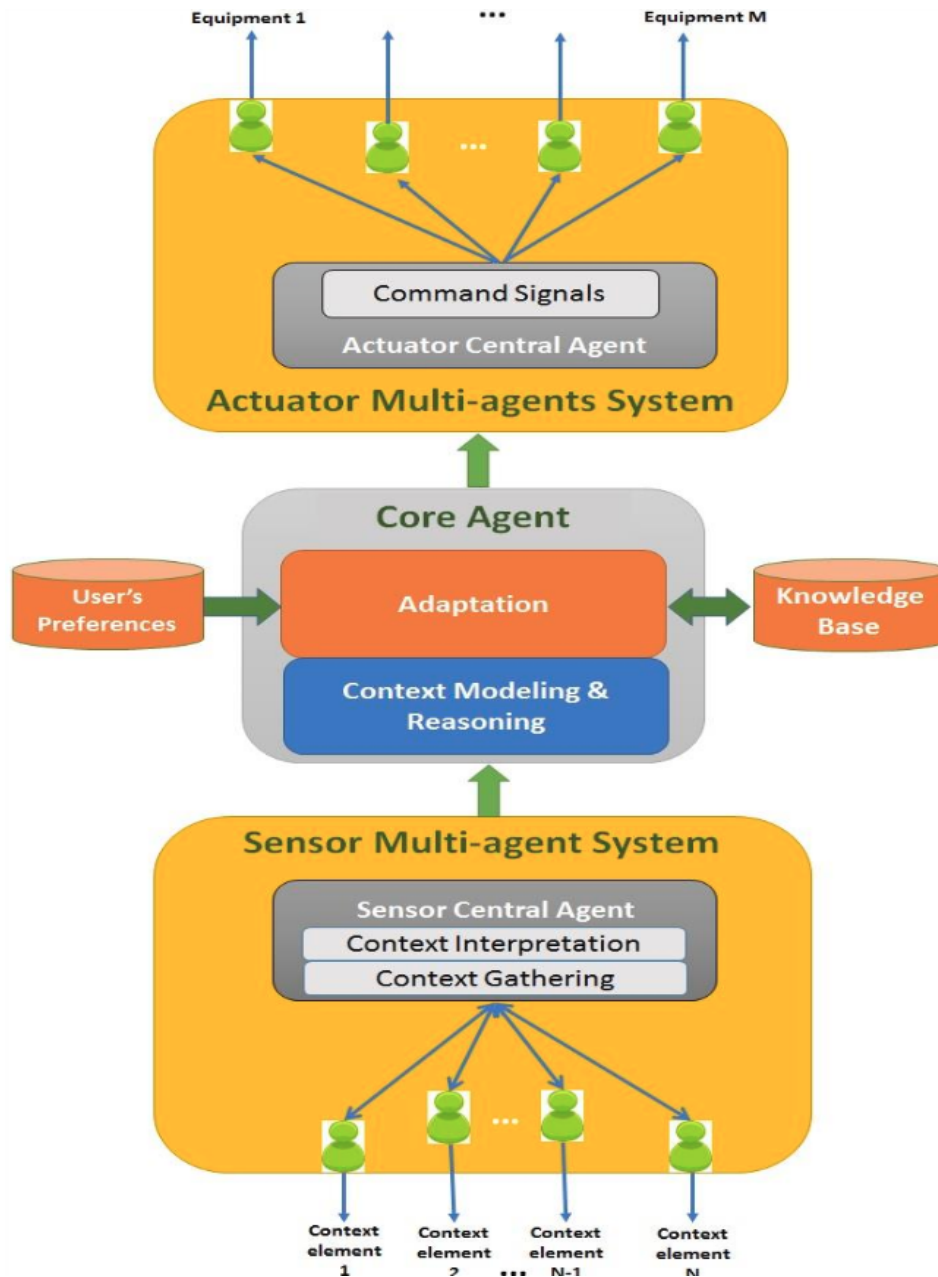 Equipment 1
...
Equipment M
...
Command Signals
Actuator Central Agent
Actuator Multi-agents System
Core Agent
User's
Preferences
Adaptation
Knowledge
Base
Context Modeling &
Reasoning
Sensor Multi-agent System
Sensor Central Agent
Context Interpretation
Context Gathering
...
Context
element
1
Context
element
2
...
Context
element
N-1
Context
element
N